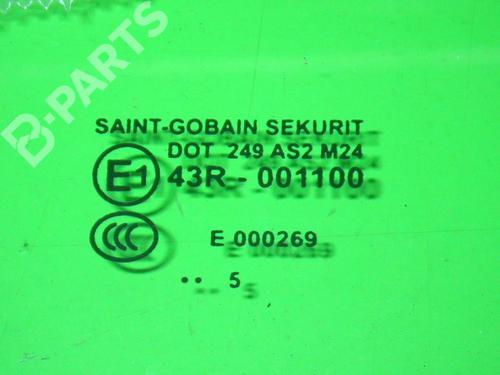 B-PARTS
SAINT-GOBAIN SEKURIT
DOT 249 AS2 M24
E1 43R - 001100
CCC E 000269
.. 5